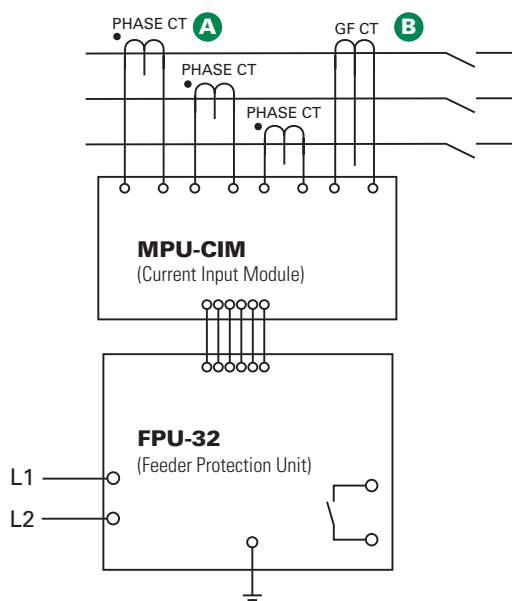 PHASE CT A
GF CT B
PHASE CT
PHASE CT
MPU-CIM
(Current Input Module)
FPU-32
(Feeder Protection Unit)
L1
L2